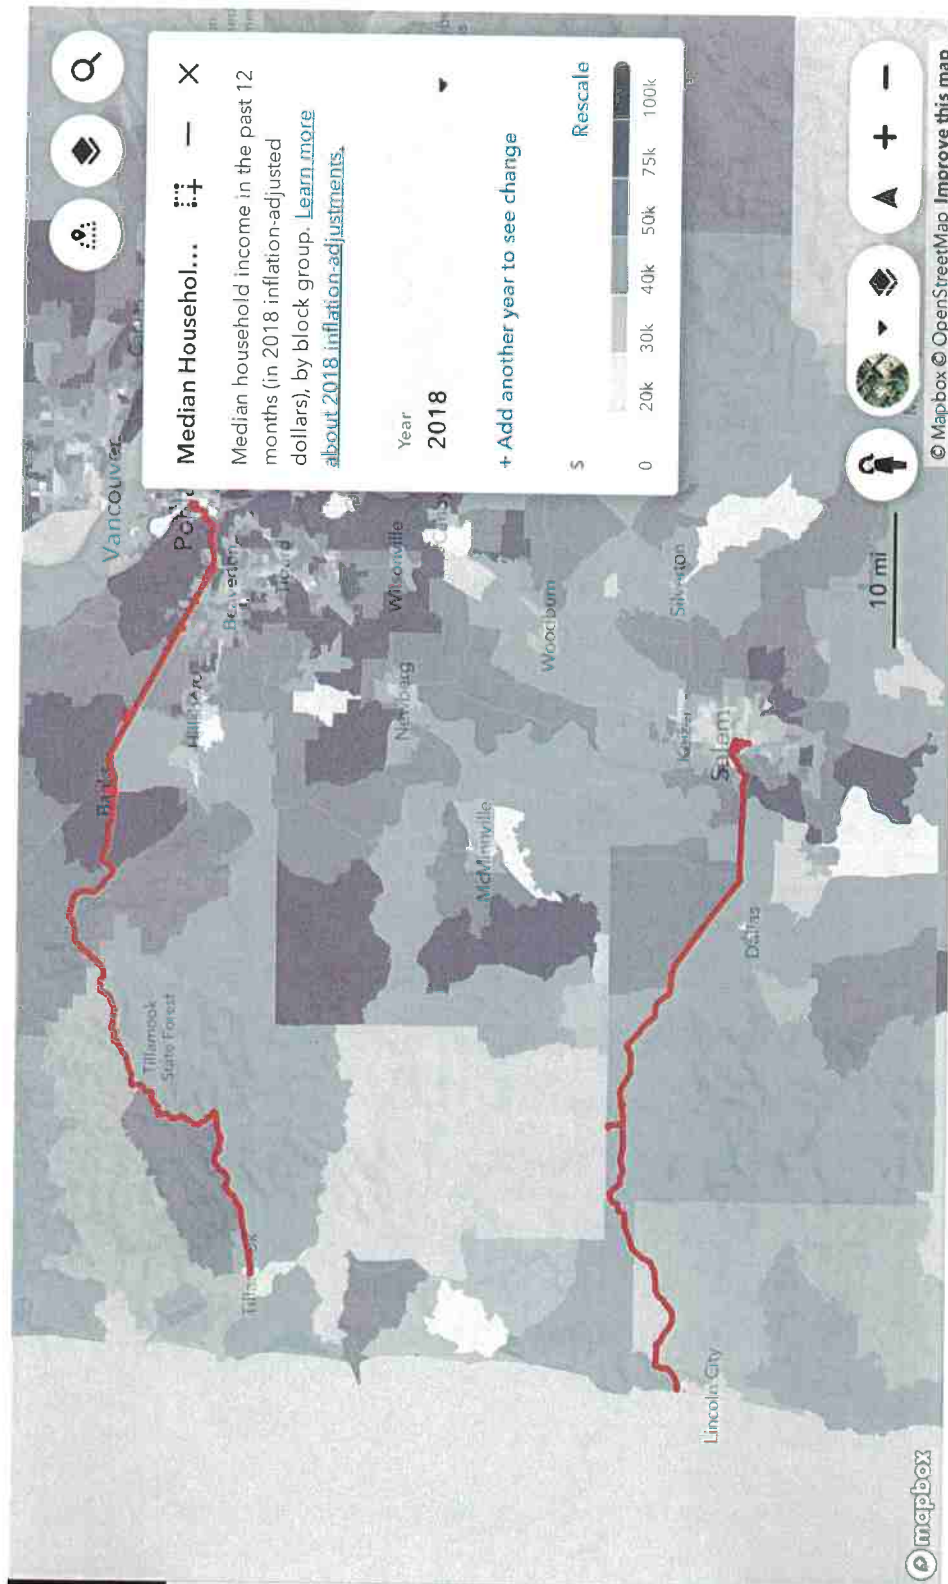 Median Househol...
Median household income in the past 12
months (in 2018 inflation-adjusted
dollars), by block group. Learn more
about 2018 inflation-adjustments.
Year
2018
+ Add another year to see change
$
Rescale
0
20k
30k
40k
50k
75k
100k
Vancouver
Beaverton
Wilsonville
Newberg
Woodburn
McMinnville
Silverton
Keizer
Salem
Dallas
Tillamook
State Forest
Lincoln City
10 mi
mapbox
© Mapbox © OpenStreetMap Improve this map